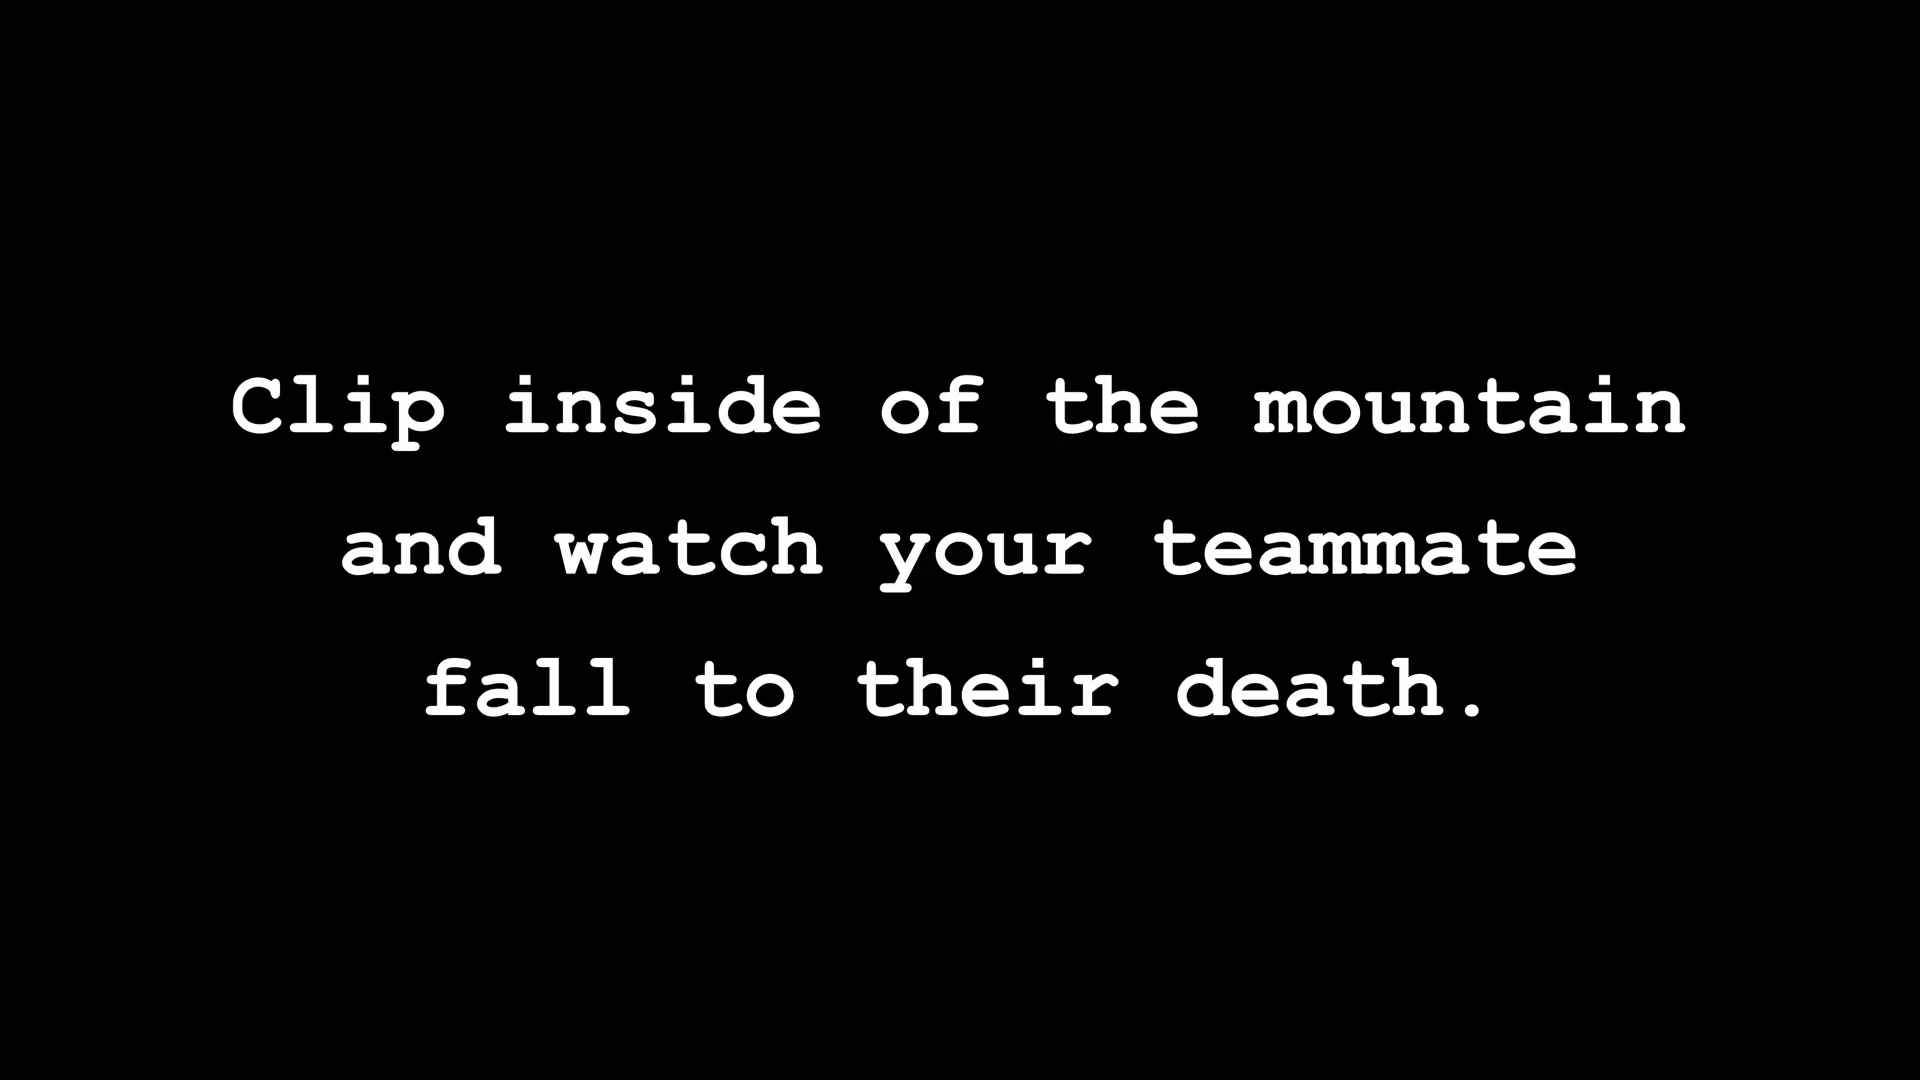 Clip inside of the mountain
and watch your teammate
fall to their death.